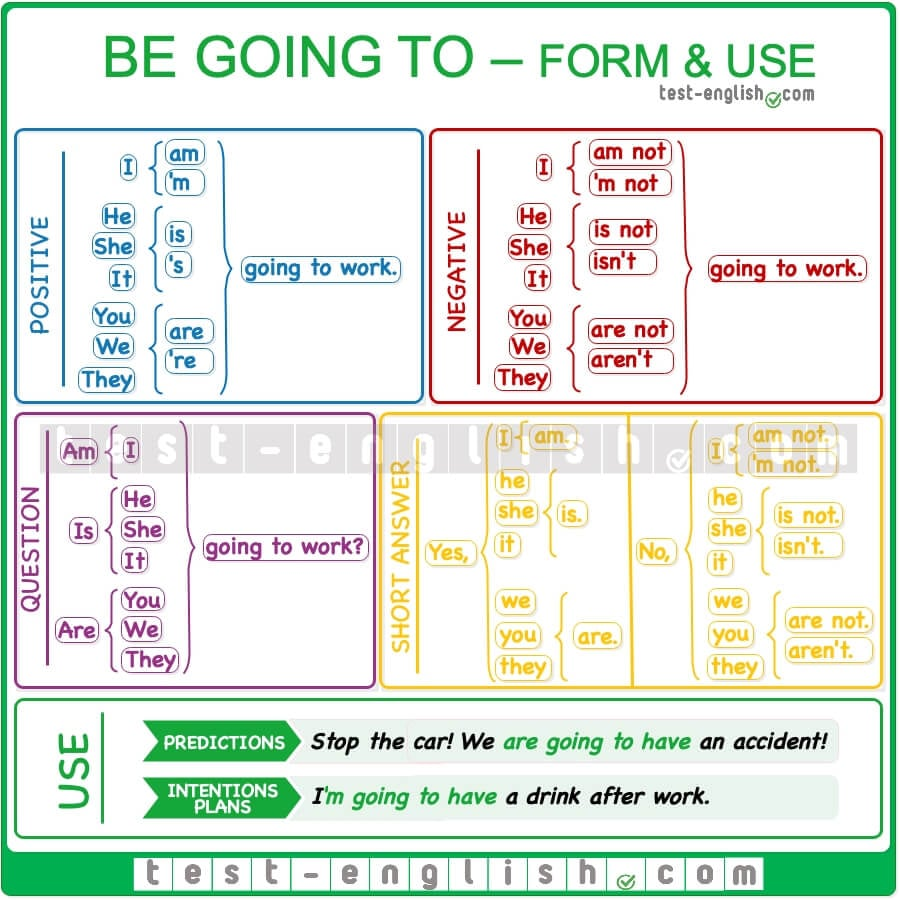 BE GOING TO – FORM & USE
test-english.com
POSITIVE
I
am
'm
He
She
It
is
's
You
We
They
are
're
going to work.
NEGATIVE
I
am not
'm not
He
She
It
is not
isn't
You
We
They
are not
aren't
going to work.
test-english.com
QUESTION
Am
I
Is
He
She
It
Are
You
We
They
going to work?
SHORT ANSWER
Yes,
I
am.
he
she
it
is.
we
you
they
are.
No,
I
am not.
'm not.
he
she
it
is not.
isn't.
we
you
they
are not.
aren't.
USE
PREDICTIONS
Stop the car! We are going to have an accident!
INTENTIONS
PLANS
I'm going to have a drink after work.
test-english.com